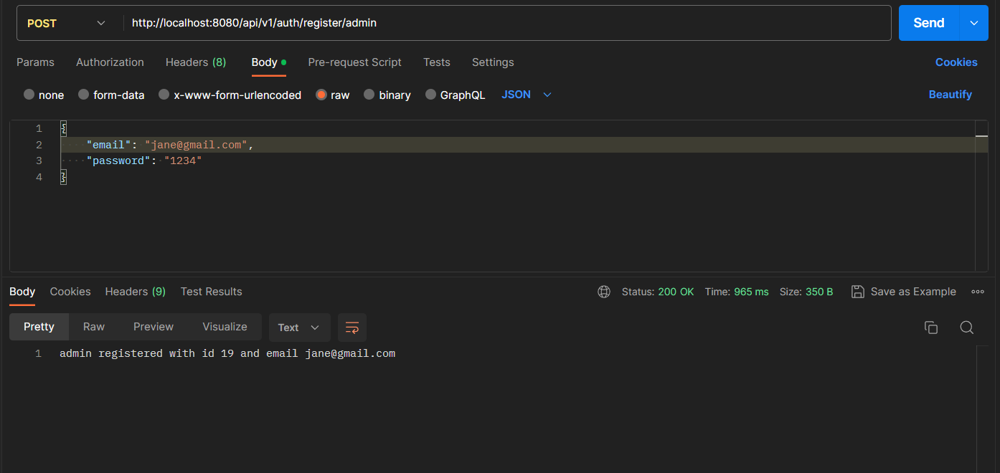 POST http://localhost:8080/api/v1/auth/register/admin Send
Params Authorization Headers (8) Body Pre-request Script Tests Settings Cookies
none form-data x-www-form-urlencoded raw binary GraphQL JSON Beautify
1 {
2 "email": "jane@gmail.com",
3 "password": "1234"
4 }
Body Cookies Headers (9) Test Results Status: 200 OK Time: 965 ms Size: 350 B Save as Example
Pretty Raw Preview Visualize Text
1 admin registered with id 19 and email jane@gmail.com